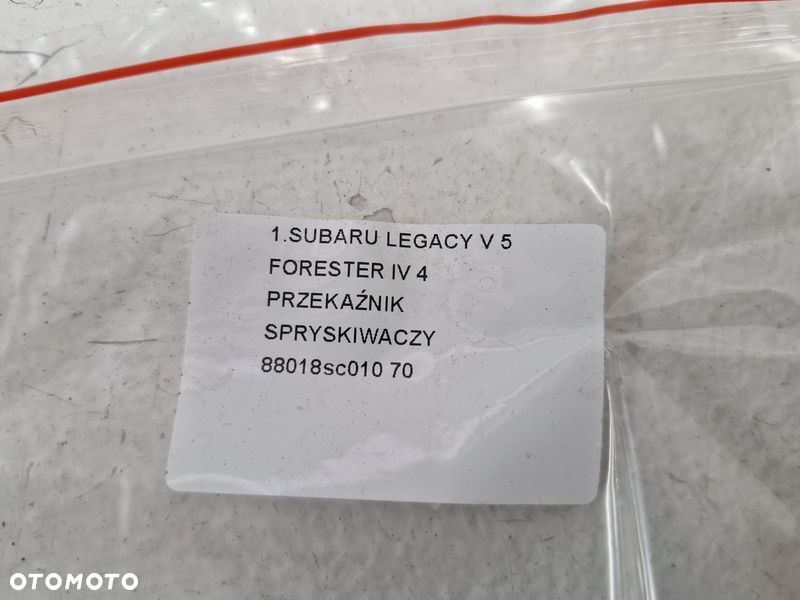 1.SUBARU LEGACY V 5
FORESTER IV 4
PRZEKAŹNIK
SPRYSKIWACZY
88018sc010 70
OTOMOTO